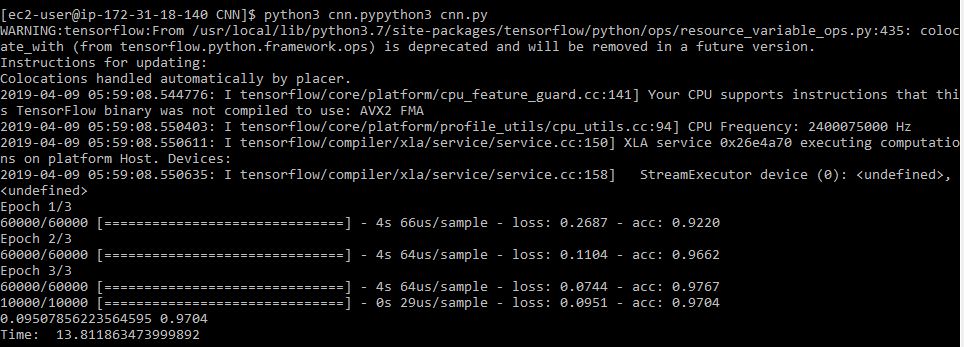 [ec2-user@ip-172-31-18-140 CNN]$ python3 cnn.pypython3 cnn.py
WARNING:tensorflow:From /usr/local/lib/python3.7/site-packages/tensorflow/python/ops/resource_variable_ops.py:435: coloc
ate_with (from tensorflow.python.framework.ops) is deprecated and will be removed in a future version.
Instructions for updating:
Colocations handled automatically by placer.
2019-04-09 05:59:08.544776: I tensorflow/core/platform/cpu_feature_guard.cc:141] Your CPU supports instructions that thi
s TensorFlow binary was not compiled to use: AVX2 FMA
2019-04-09 05:59:08.550403: I tensorflow/core/platform/profile_utils/cpu_utils.cc:94] CPU Frequency: 2400075000 Hz
2019-04-09 05:59:08.550611: I tensorflow/compiler/xla/service/service.cc:150] XLA service 0x26e4a70 executing computatio
ns on platform Host. Devices:
2019-04-09 05:59:08.550635: I tensorflow/compiler/xla/service/service.cc:158]   StreamExecutor device (0): <undefined>,
<undefined>
Epoch 1/3
60000/60000 [==============================] - 4s 66us/sample - loss: 0.2687 - acc: 0.9220
Epoch 2/3
60000/60000 [==============================] - 4s 64us/sample - loss: 0.1104 - acc: 0.9662
Epoch 3/3
60000/60000 [==============================] - 4s 64us/sample - loss: 0.0744 - acc: 0.9767
10000/10000 [==============================] - 0s 29us/sample - loss: 0.0951 - acc: 0.9704
0.09507856223564595 0.9704
Time:  13.811863473999892